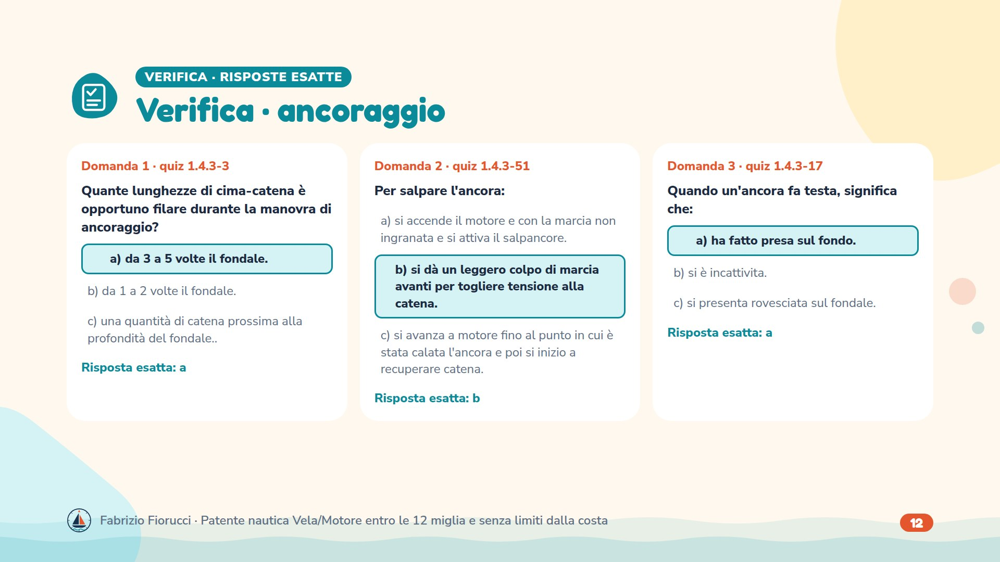 VERIFICA · RISPOSTE ESATTE
Verifica · ancoraggio
Domanda 1 · quiz 1.4.3-3
Quante lunghezze di cima-catena è
opportuno filare durante la manovra di
ancoraggio?
a) da 3 a 5 volte il fondale.
b) da 1 a 2 volte il fondale.
c) una quantità di catena prossima alla
profondità del fondale..
Risposta esatta: a
Domanda 2 · quiz 1.4.3-51
Per salpare l'ancora:
a) si accende il motore e con la marcia non
ingranata e si attiva il salpancore.
b) si dà un leggero colpo di marcia
avanti per togliere tensione alla
catena.
c) si avanza a motore fino al punto in cui è
stata calata l'ancora e poi si inizio a
recuperare catena.
Risposta esatta: b
Domanda 3 · quiz 1.4.3-17
Quando un'ancora fa testa, significa
che:
a) ha fatto presa sul fondo.
b) si è incattivita.
c) si presenta rovesciata sul fondale.
Risposta esatta: a
Fabrizio Fiorucci · Patente nautica Vela/Motore entro le 12 miglia e senza limiti dalla costa
12